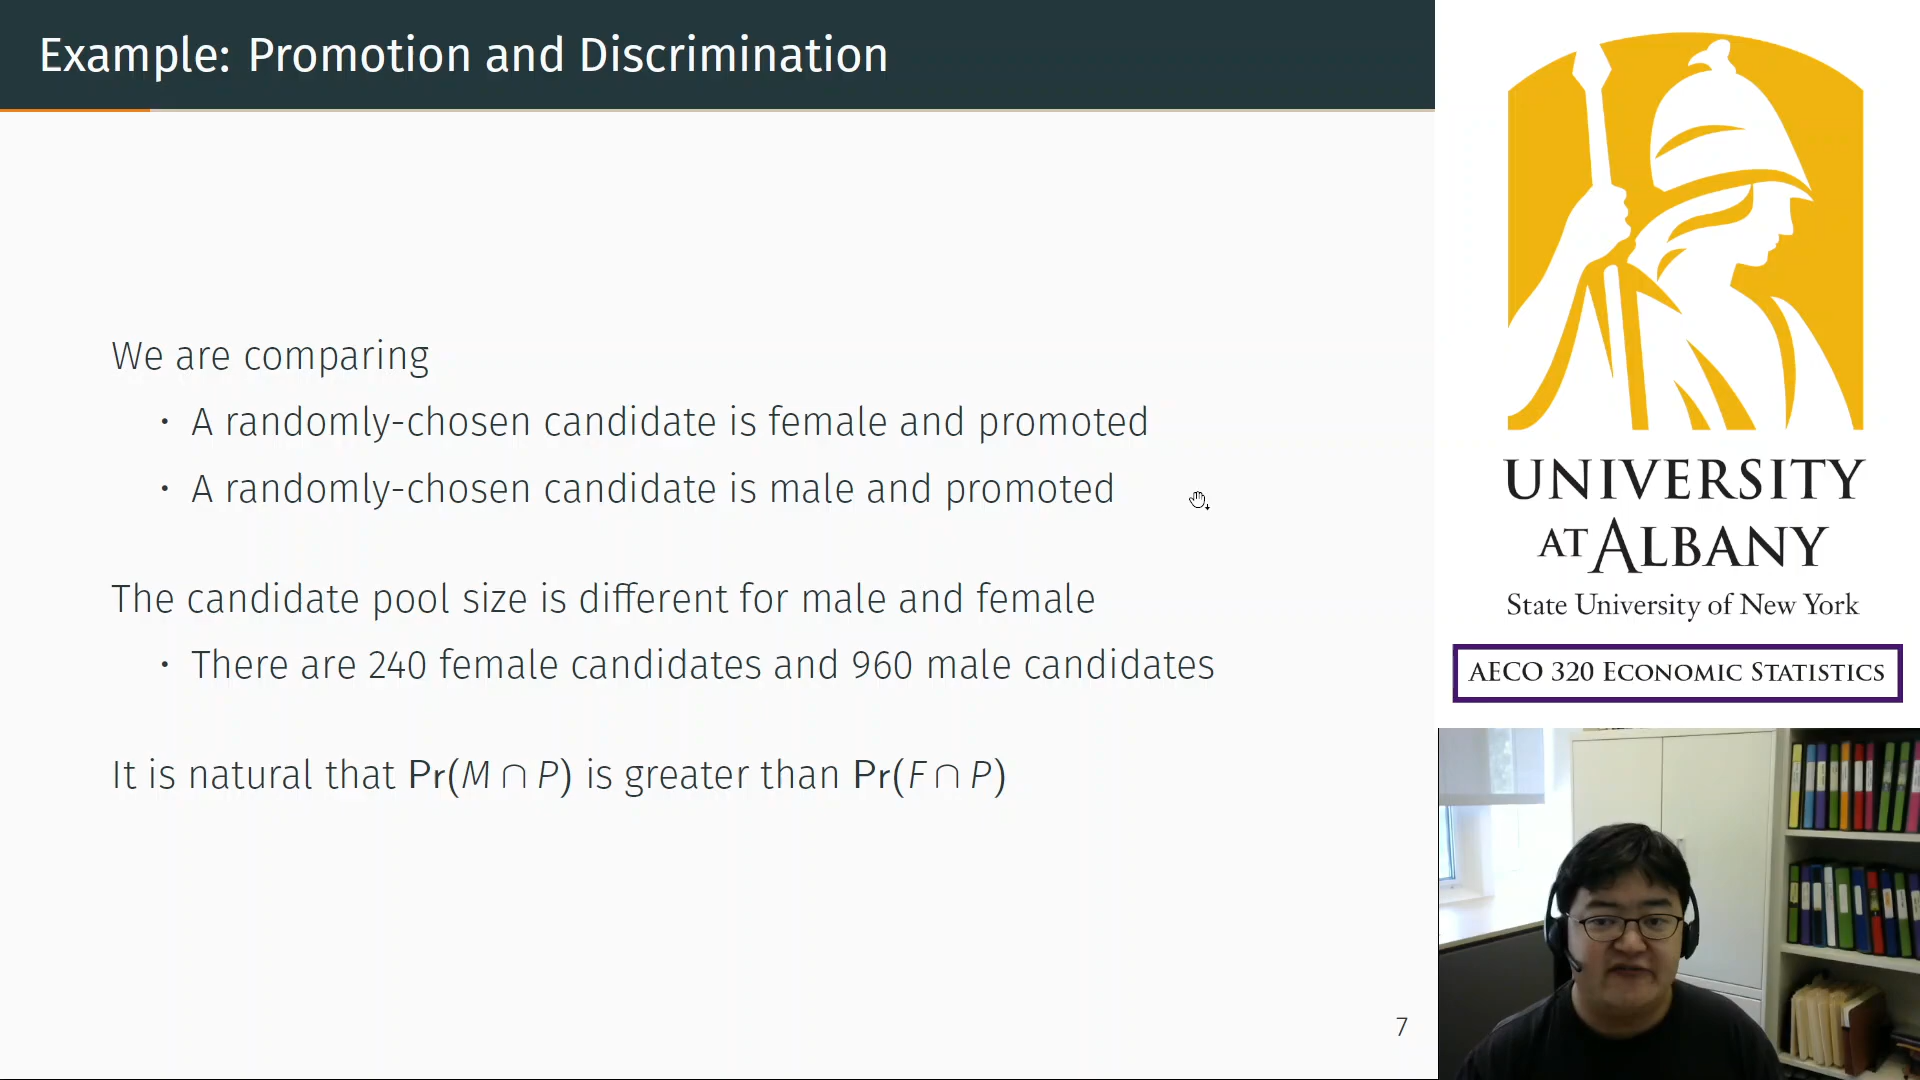 Example: Promotion and Discrimination
We are comparing
• A randomly-chosen candidate is female and promoted
• A randomly-chosen candidate is male and promoted
The candidate pool size is different for male and female
• There are 240 female candidates and 960 male candidates
It is natural that Pr(M ∩ P) is greater than Pr(F ∩ P)
7
UNIVERSITY
AT ALBANY
State University of New York
AECO 320 ECONOMIC STATISTICS